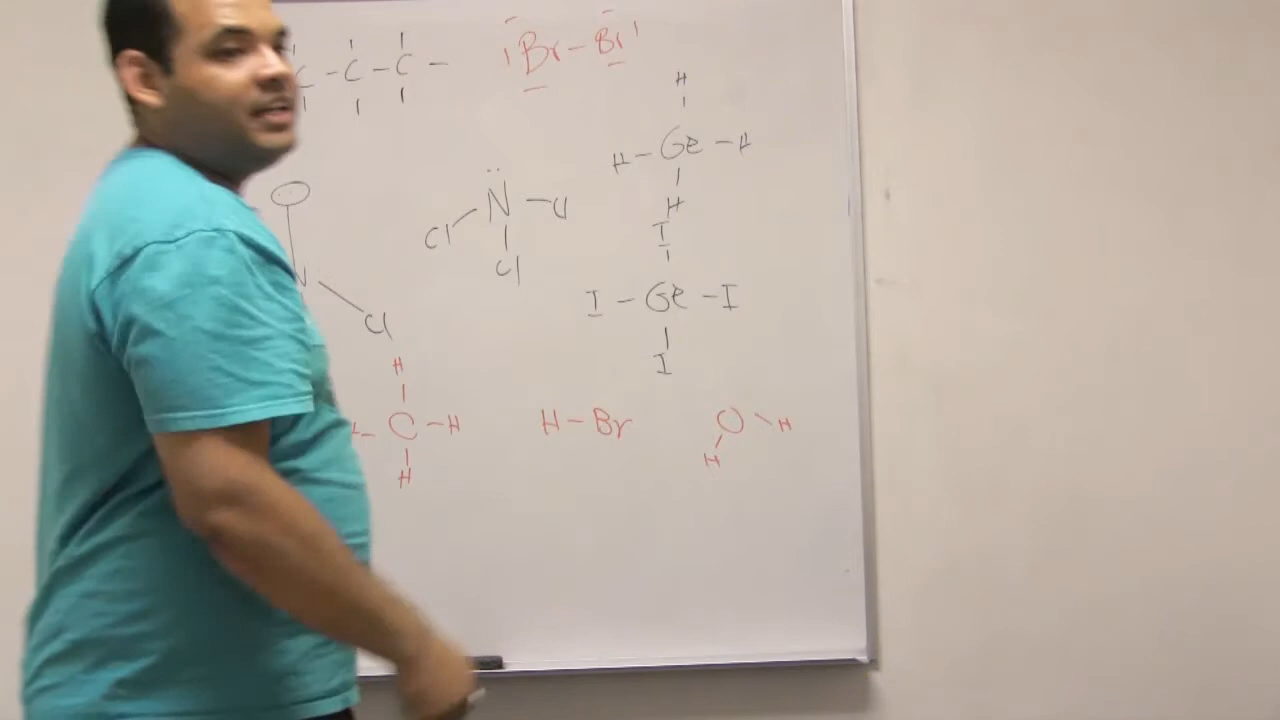 C - C - C -
Br - Br
H
H - Ge - H
H
N - Cl
Cl
Cl
Cl
I
I - Ge - I
I
H
C - H
H
H - Br
O - H
H